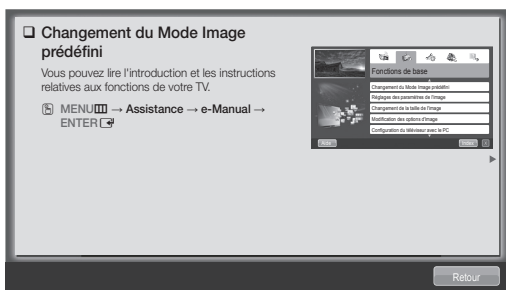 ❑ Changement du Mode Image
prédéfini
Vous pouvez lire l'introduction et les instructions
relatives aux fonctions de votre TV.
MENU → Assistance → e-Manual →
ENTER
Fonctions de base
Changement du Mode Image prédéfini
Réglages des paramètres de l'image
Changement de la taille de l'image
Modification des options d'image
Configuration du téléviseur avec le PC
Index
Retour